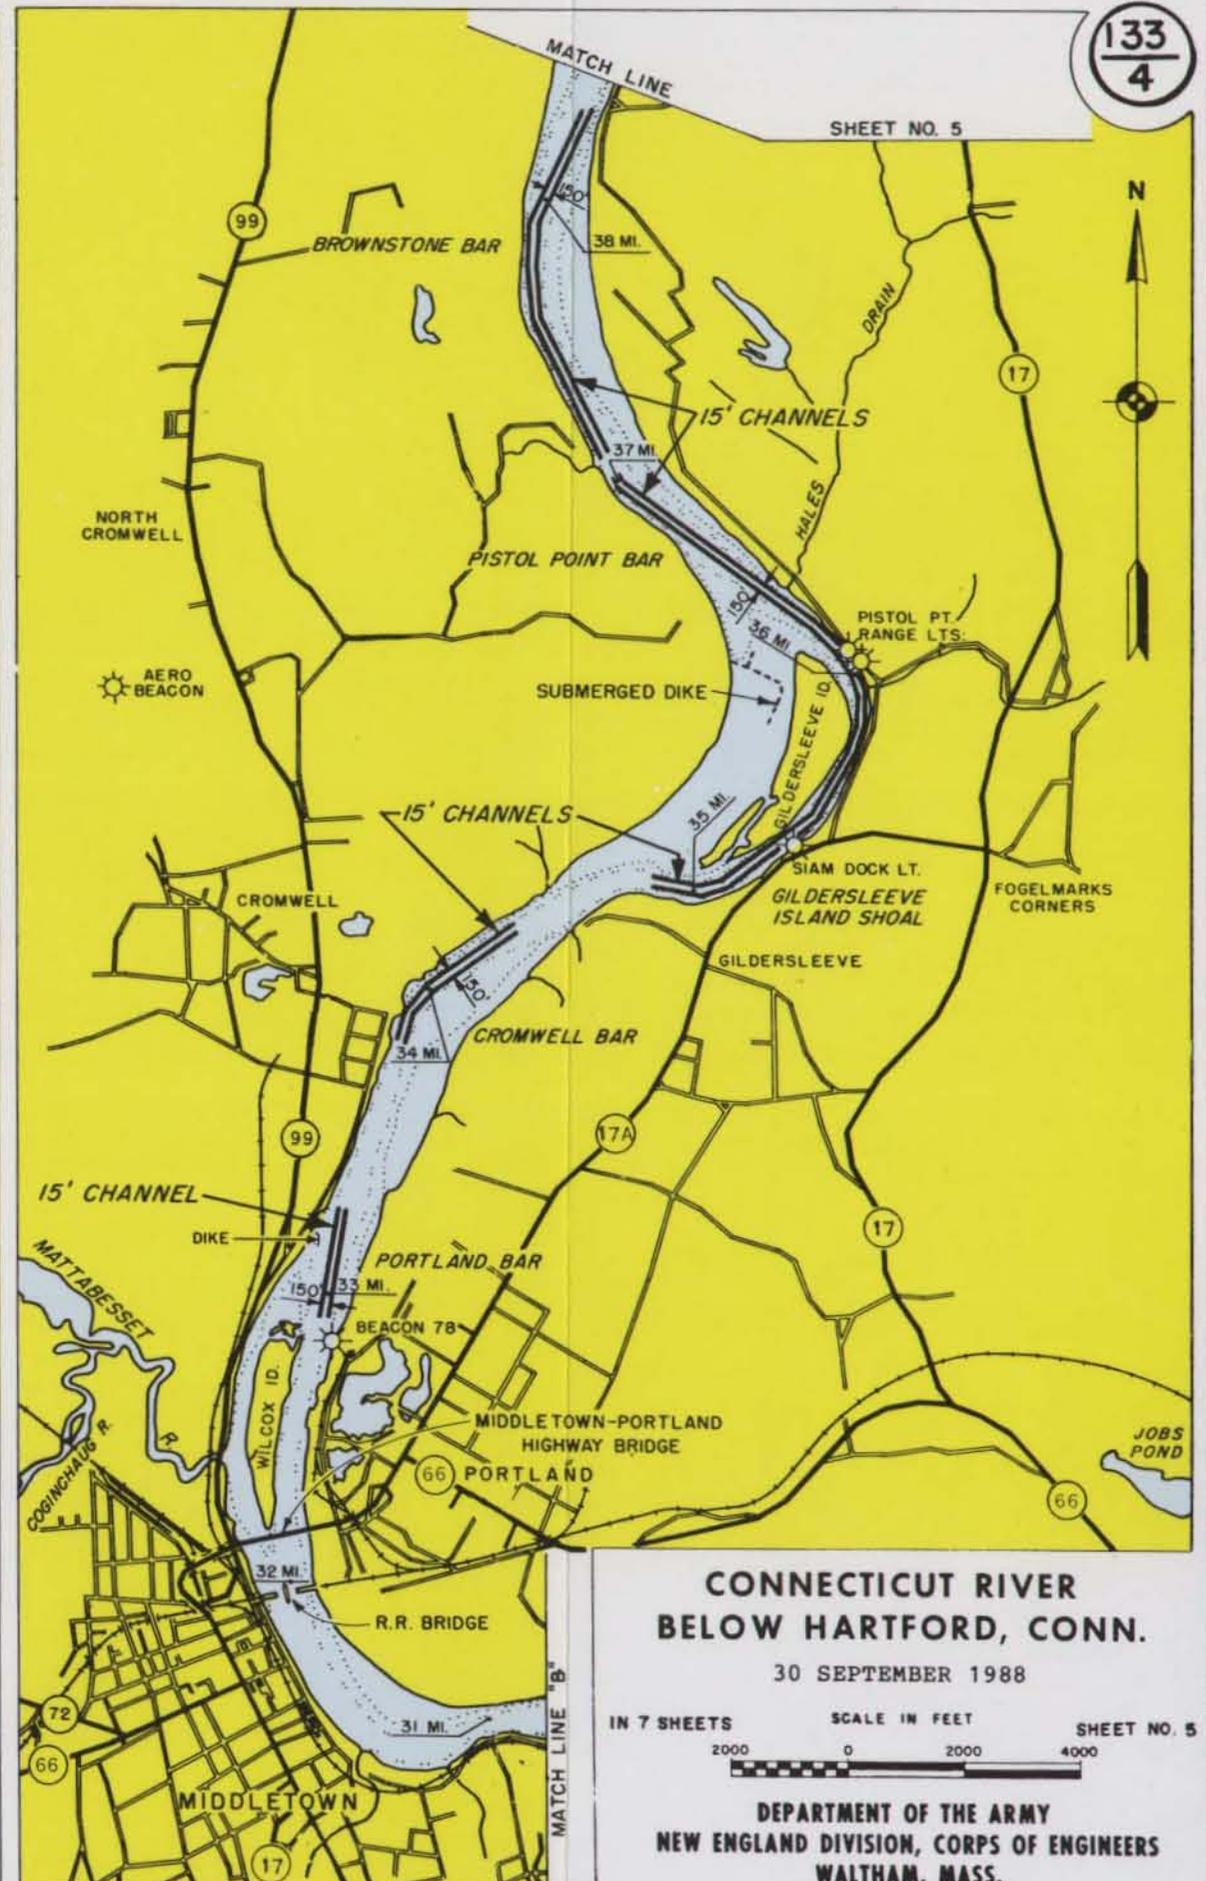 133
4
MATCH LINE
SHEET NO. 5
N
99
150'
BROWNSTONE BAR
38 MI.
HALES DRAIN
17
15' CHANNELS
37 MI.
NORTH
CROMWELL
PISTOL POINT BAR
150'
PISTOL PT.
RANGE LTS.
36 MI.
AERO
BEACON
SUBMERGED DIKE
GILDERSLEEVE ID.
35 MI.
15' CHANNELS
SIAM DOCK LT.
CROMWELL
GILDERSLEEVE
ISLAND SHOAL
FOGELMARKS
CORNERS
GILDERSLEEVE
150'
CROMWELL BAR
34 MI.
99
17A
15' CHANNEL
DIKE
17
MATTABESSET R.
PORTLAND BAR
150'
33 MI.
BEACON 78
WILCOX ID.
MIDDLETOWN-PORTLAND
HIGHWAY BRIDGE
JOBS
POND
COGINCHAUG R.
66
PORTLAND
66
32 MI.
R.R. BRIDGE
CONNECTICUT RIVER
BELOW HARTFORD, CONN.
30 SEPTEMBER 1988
72
66
31 MI.
MATCH LINE "B"
IN 7 SHEETS
SCALE IN FEET
SHEET NO. 5
2000 0 2000 4000
MIDDLETOWN
17
DEPARTMENT OF THE ARMY
NEW ENGLAND DIVISION, CORPS OF ENGINEERS
WALTHAM, MASS.